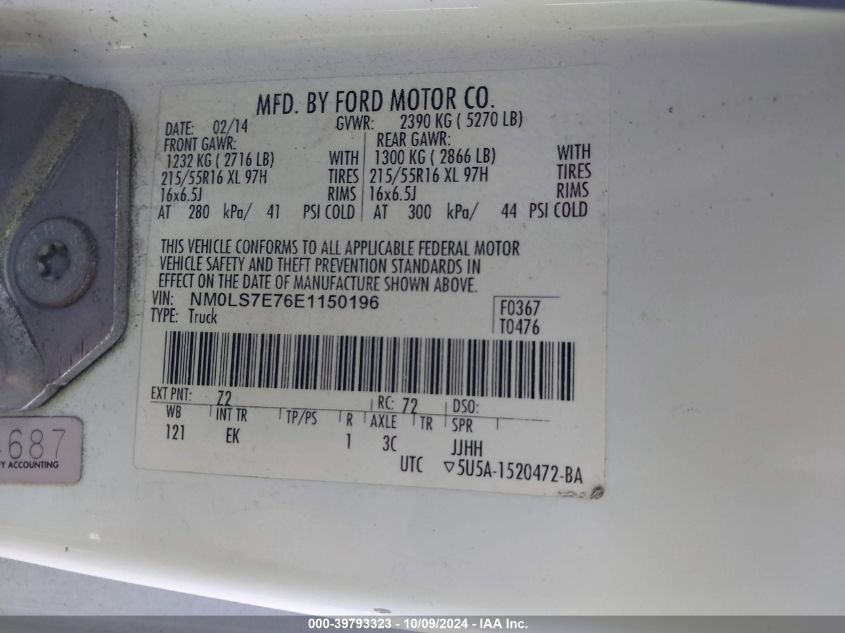 MFD. BY FORD MOTOR CO.
DATE: 02/14 GVWR: 2390 KG ( 5270 LB)
FRONT GAWR: REAR GAWR:
1232 KG ( 2716 LB) WITH 1300 KG ( 2866 LB) WITH
215/55R16 XL 97H TIRES 215/55R16 XL 97H TIRES
16x6.5J RIMS 16x6.5J RIMS
AT 280 kPa/ 41 PSI COLD AT 300 kPa/ 44 PSI COLD
THIS VEHICLE CONFORMS TO ALL APPLICABLE FEDERAL MOTOR
VEHICLE SAFETY AND THEFT PREVENTION STANDARDS IN
EFFECT ON THE DATE OF MANUFACTURE SHOWN ABOVE.
VIN: NM0LS7E76E1150196 F0367
TYPE: Truck T0476
EXT PNT: Z2 RC: 72 DSO:
WB INT TR TP/PS R AXLE TR SPR
121 EK 1 3C JJHH
UTC ▽5U5A-1520472-BA
687
ACCOUNTING
000-39793323 - 10/09/2024 - IAA Inc.